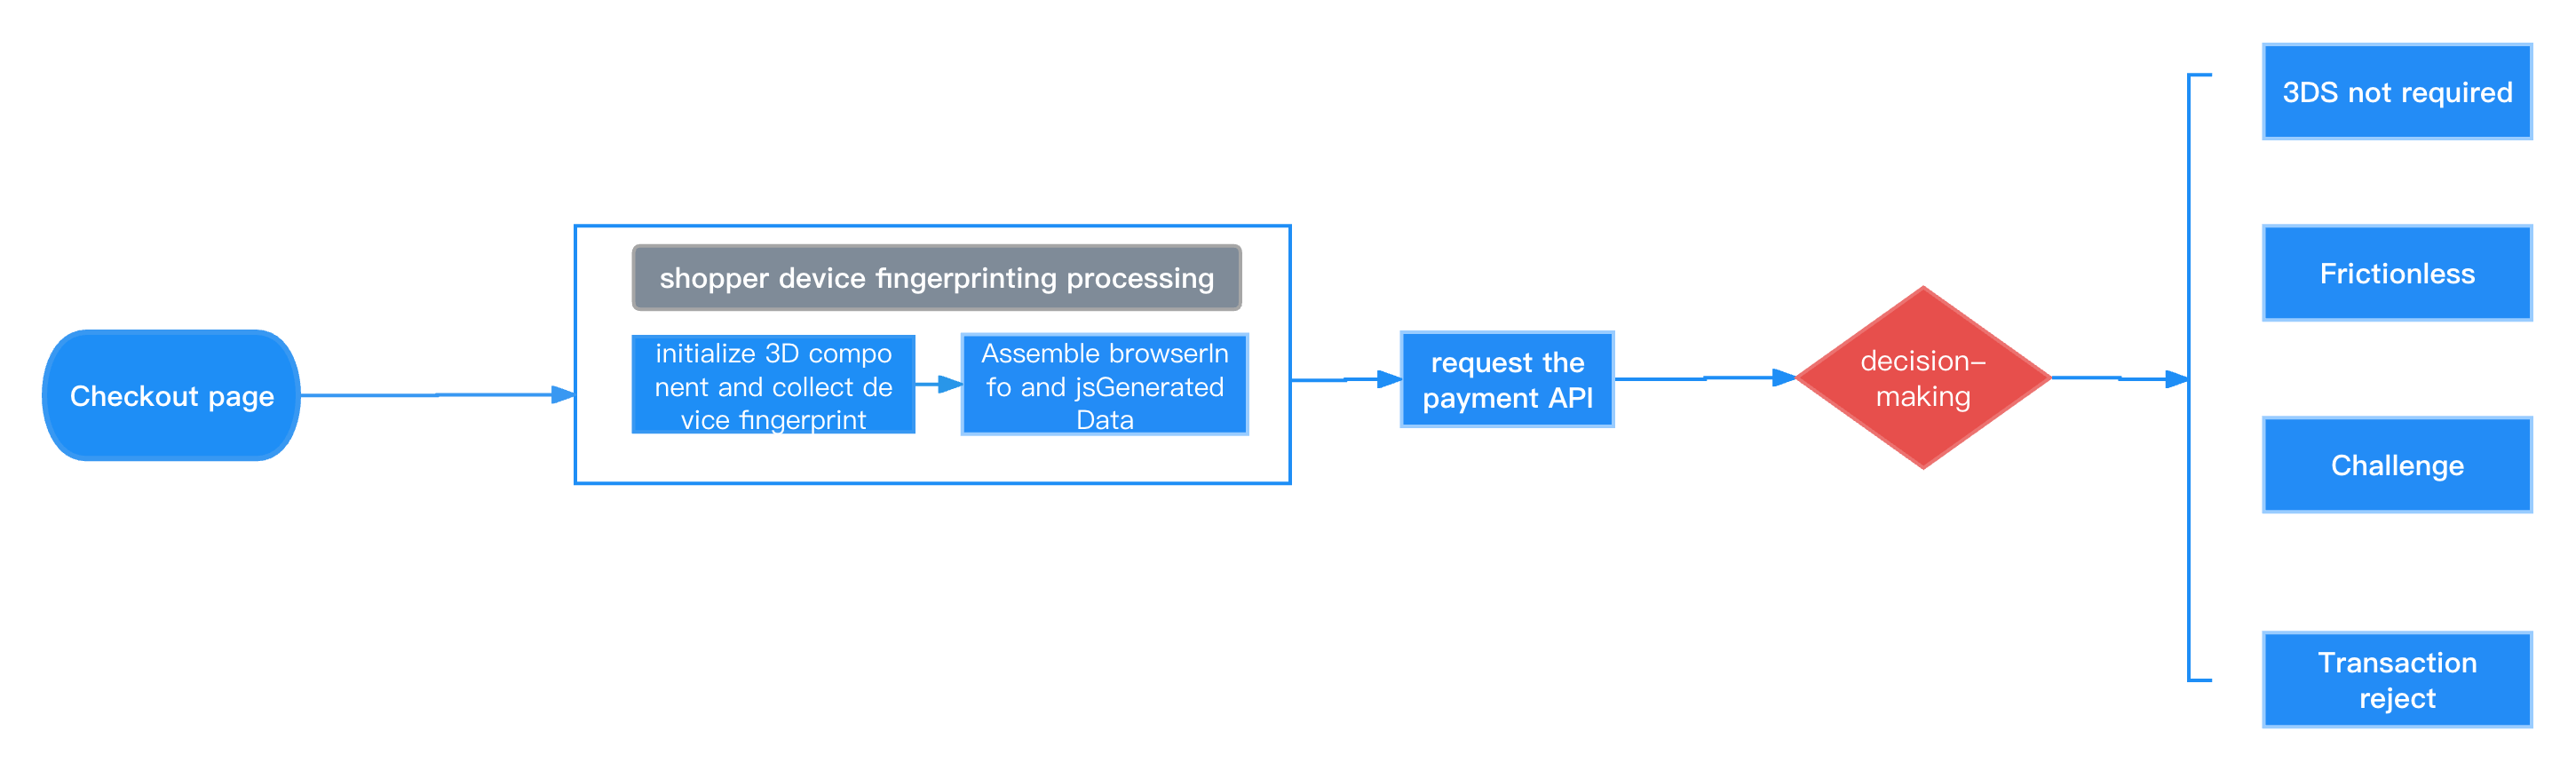 Checkout page
shopper device fingerprinting processing
initialize 3D compo
nent and collect de
vice fingerprint
Assemble browserIn
fo and jsGenerated
Data
request the
payment API
decision-
making
3DS not required
Frictionless
Challenge
Transaction
reject